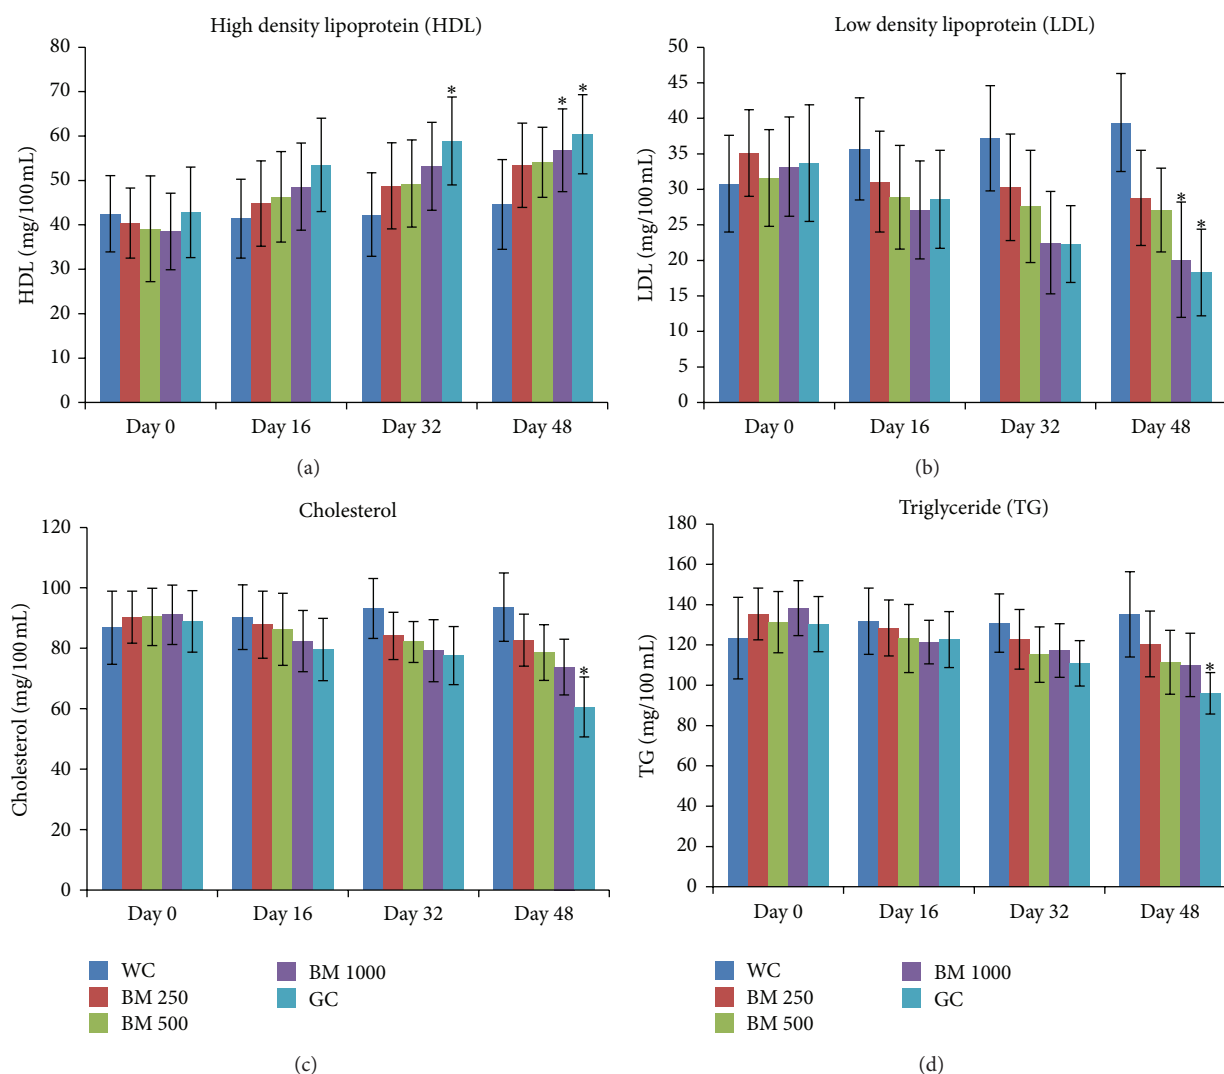 High density lipoprotein (HDL)
HDL (mg/100 mL)
80
70
60
50
40
30
20
10
0
*
*
*
Day 0 Day 16 Day 32 Day 48
(a)
Low density lipoprotein (LDL)
LDL (mg/100 mL)
50
45
40
35
30
25
20
15
10
5
0
*
*
Day 0 Day 16 Day 32 Day 48
(b)
Cholesterol
Cholesterol (mg/100 mL)
120
100
80
60
40
20
0
*
Day 0 Day 16 Day 32 Day 48
WC
BM 250
BM 500
BM 1000
GC
(c)
Triglyceride (TG)
TG (mg/100 mL)
180
160
140
120
100
80
60
40
20
0
*
Day 0 Day 16 Day 32 Day 48
WC
BM 250
BM 500
BM 1000
GC
(d)